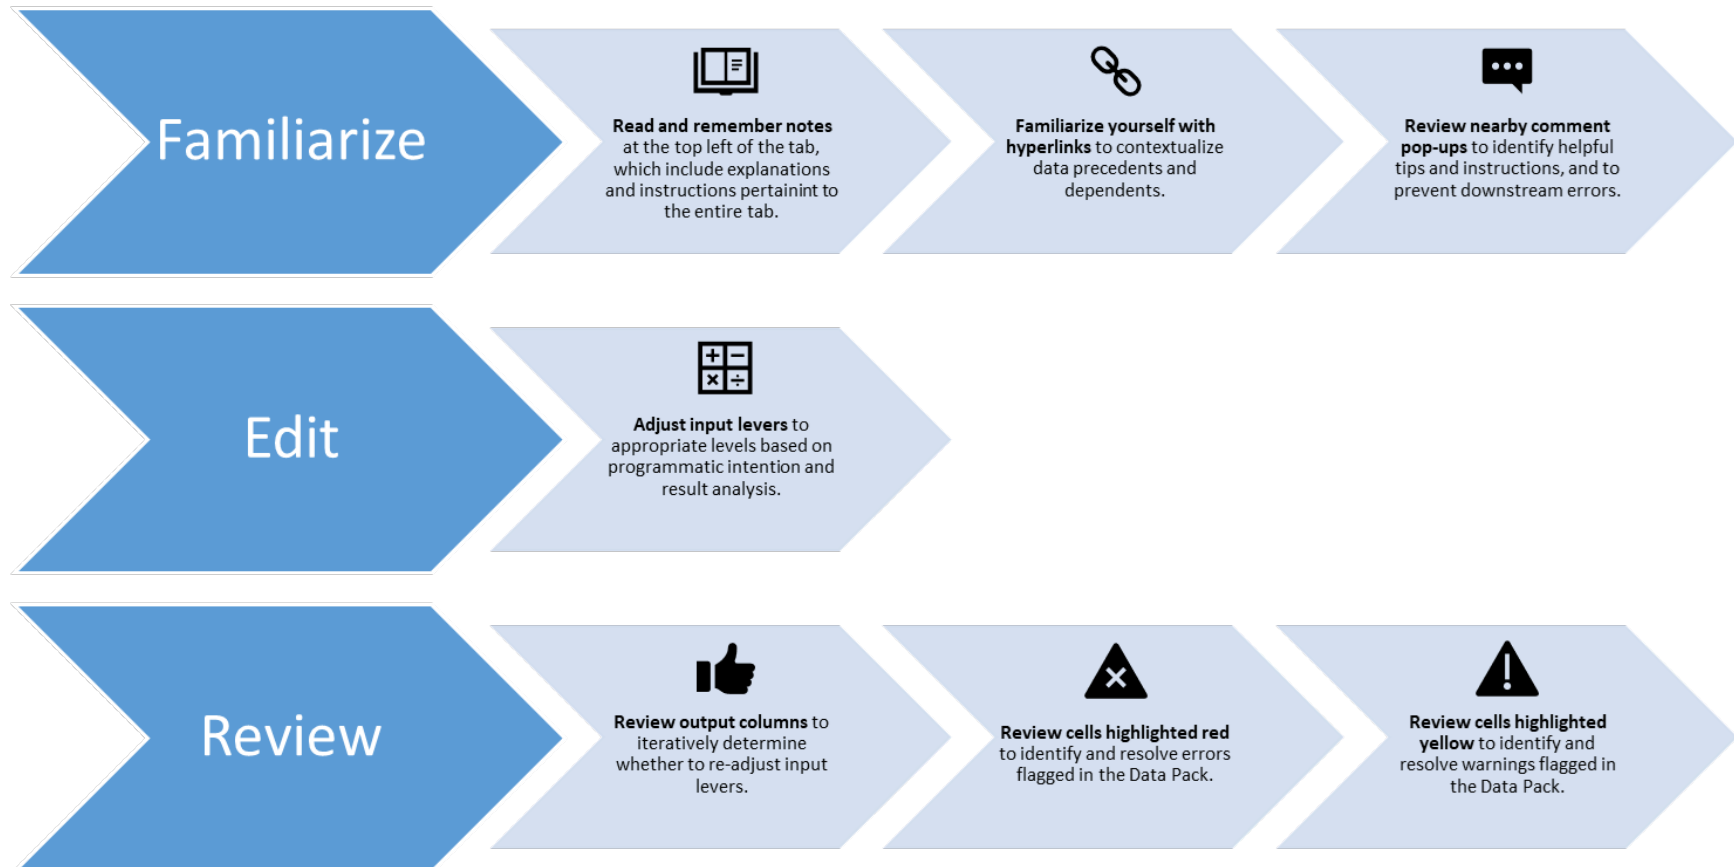 Familiarize
Read and remember notes
at the top left of the tab,
which include explanations
and instructions pertainint to
the entire tab.
Familiarize yourself with
hyperlinks to contextualize
data precedents and
dependents.
Review nearby comment
pop-ups to identify helpful
tips and instructions, and to
prevent downstream errors.
Edit
Adjust input levers to
appropriate levels based on
programmatic intention and
result analysis.
Review
Review output columns to
iteratively determine
whether to re-adjust input
levers.
Review cells highlighted red
to identify and resolve errors
flagged in the Data Pack.
Review cells highlighted
yellow to identify and
resolve warnings flagged in
the Data Pack.